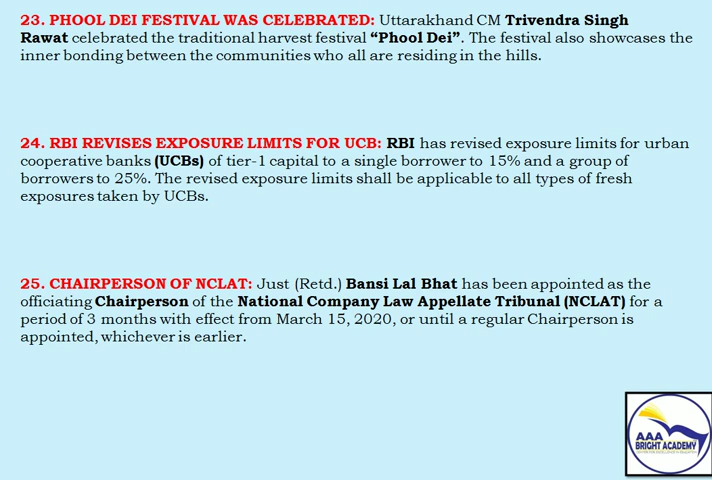 23. PHOOL DEI FESTIVAL WAS CELEBRATED: Uttarakhand CM Trivendra Singh
Rawat celebrated the traditional harvest festival “Phool Dei”. The festival also showcases the
inner bonding between the communities who all are residing in the hills.
24. RBI REVISES EXPOSURE LIMITS FOR UCB: RBI has revised exposure limits for urban
cooperative banks (UCBs) of tier-1 capital to a single borrower to 15% and a group of
borrowers to 25%. The revised exposure limits shall be applicable to all types of fresh
exposures taken by UCBs.
25. CHAIRPERSON OF NCLAT: Just (Retd.) Bansi Lal Bhat has been appointed as the
officiating Chairperson of the National Company Law Appellate Tribunal (NCLAT) for a
period of 3 months with effect from March 15, 2020, or until a regular Chairperson is
appointed, whichever is earlier.
AAA
BRIGHT ACADEMY